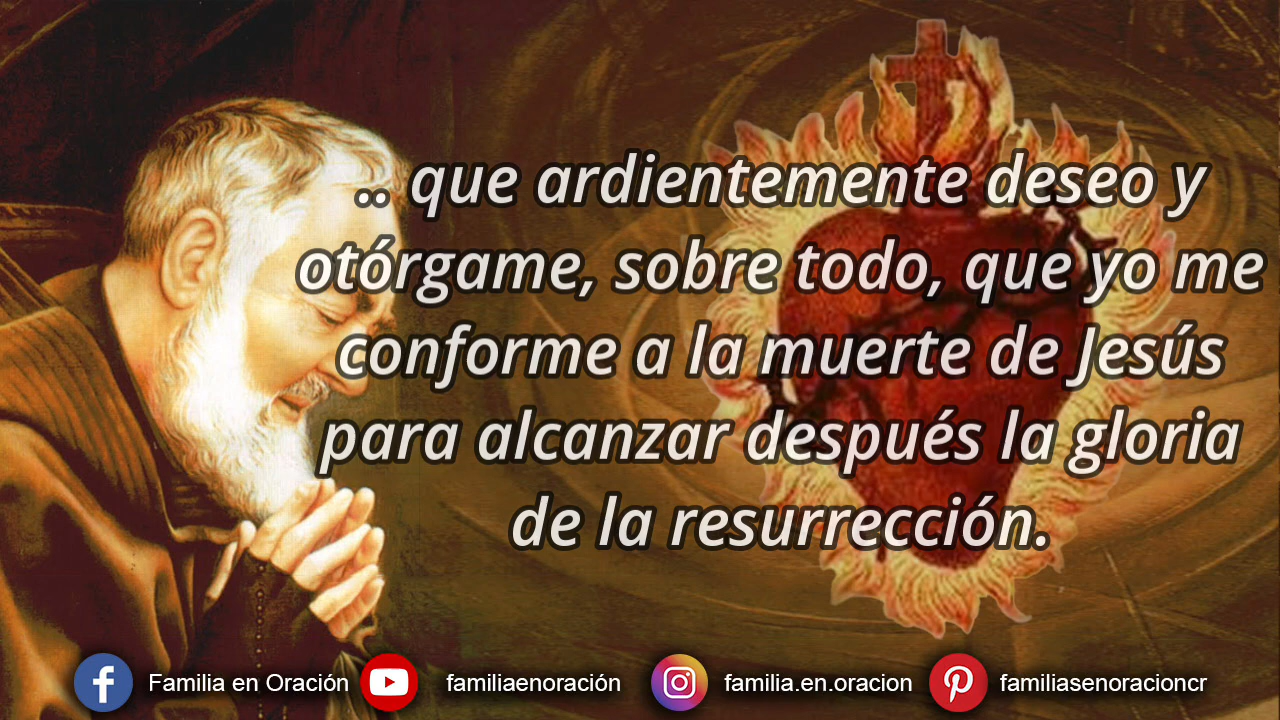 .. que ardientemente deseo y
otórgame, sobre todo, que yo me
conforme a la muerte de Jesús
para alcanzar después la gloria
de la resurrección.
Familia en Oración familiaenoración familia.en.oracion familiasenoracioncr